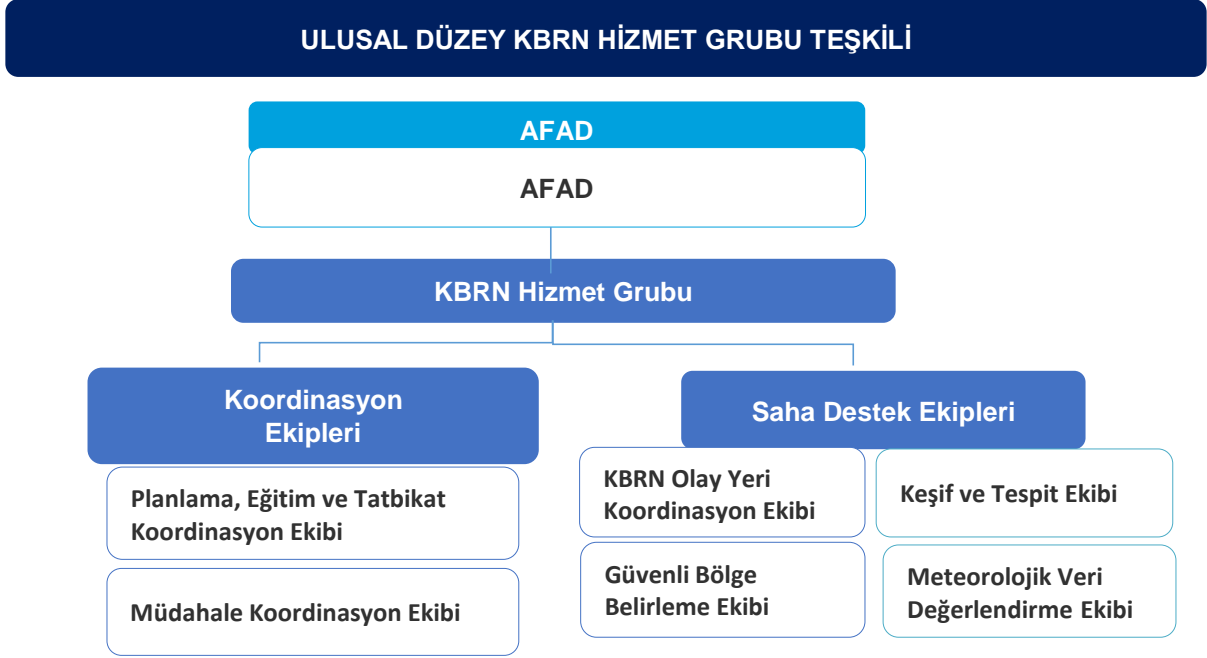 ULUSAL DÜZEY KBRN HİZMET GRUBU TEŞKİLİ
AFAD
AFAD
KBRN Hizmet Grubu
Koordinasyon
Ekipleri
Planlama, Eğitim ve Tatbikat
Koordinasyon Ekibi
Müdahale Koordinasyon Ekibi
Saha Destek Ekipleri
KBRN Olay Yeri
Koordinasyon Ekibi
Keşif ve Tespit Ekibi
Güvenli Bölge
Belirleme Ekibi
Meteorolojik Veri
Değerlendirme Ekibi